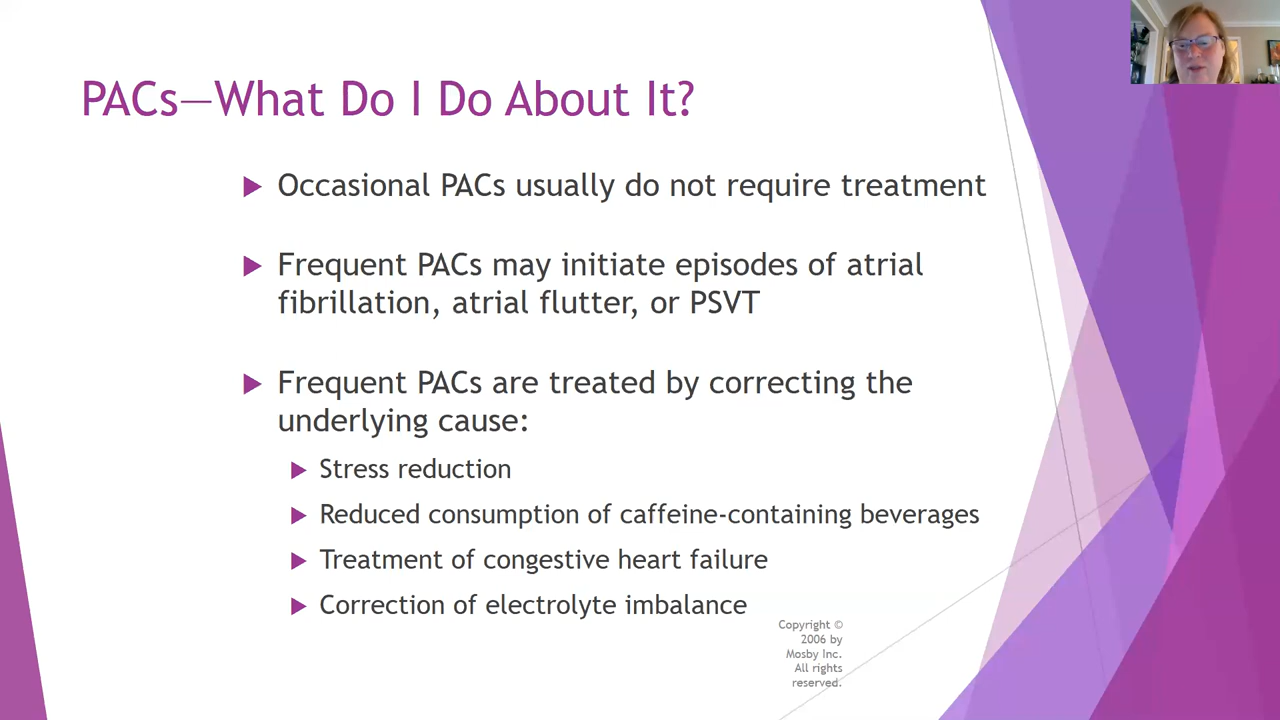 PACs—What Do I Do About It?
Occasional PACs usually do not require treatment
Frequent PACs may initiate episodes of atrial
fibrillation, atrial flutter, or PSVT
Frequent PACs are treated by correcting the
underlying cause:
Stress reduction
Reduced consumption of caffeine-containing beverages
Treatment of congestive heart failure
Correction of electrolyte imbalance
Copyright ©
2006 by
Mosby Inc.
All rights
reserved.